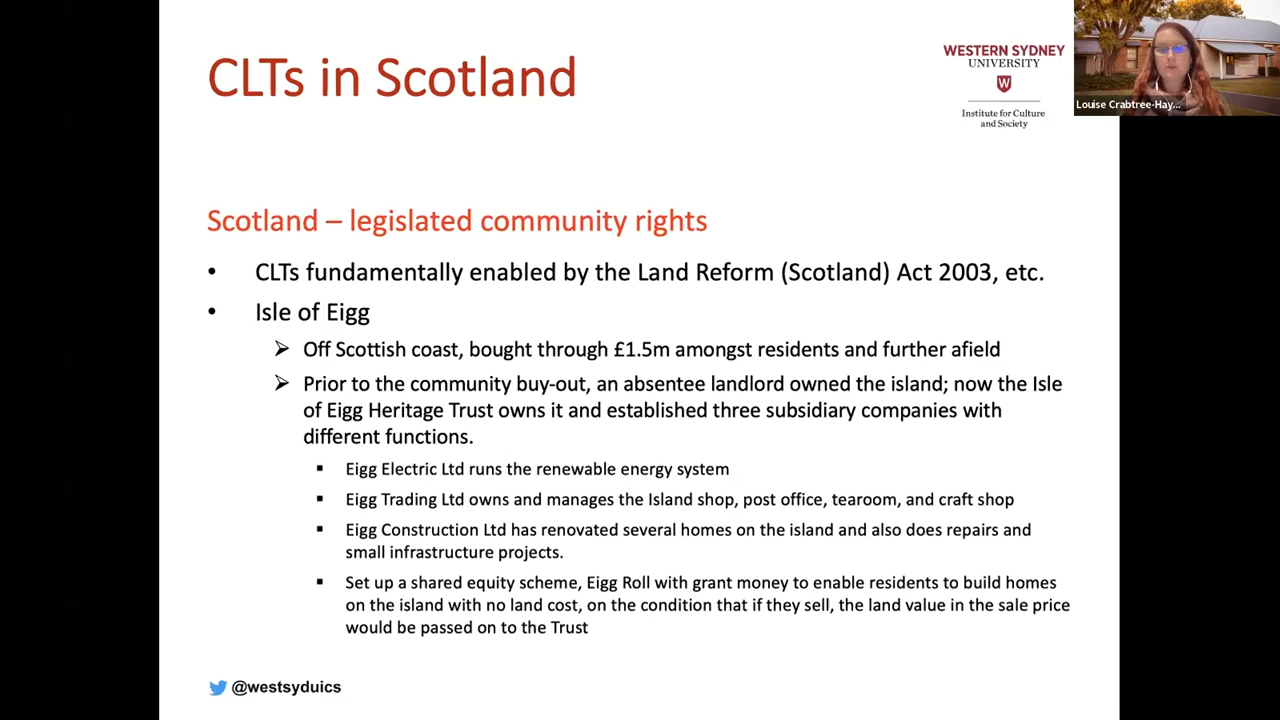 CLTs in Scotland
WESTERN SYDNEY
UNIVERSITY
W
Institute for Culture
and Society
Louise Crabtree-Hay...
Scotland – legislated community rights
• CLTs fundamentally enabled by the Land Reform (Scotland) Act 2003, etc.
• Isle of Eigg
➢ Off Scottish coast, bought through £1.5m amongst residents and further afield
➢ Prior to the community buy-out, an absentee landlord owned the island; now the Isle
of Eigg Heritage Trust owns it and established three subsidiary companies with
different functions.
▪ Eigg Electric Ltd runs the renewable energy system
▪ Eigg Trading Ltd owns and manages the Island shop, post office, tearoom, and craft shop
▪ Eigg Construction Ltd has renovated several homes on the island and also does repairs and
small infrastructure projects.
▪ Set up a shared equity scheme, Eigg Roll with grant money to enable residents to build homes
on the island with no land cost, on the condition that if they sell, the land value in the sale price
would be passed on to the Trust
@westsyduics